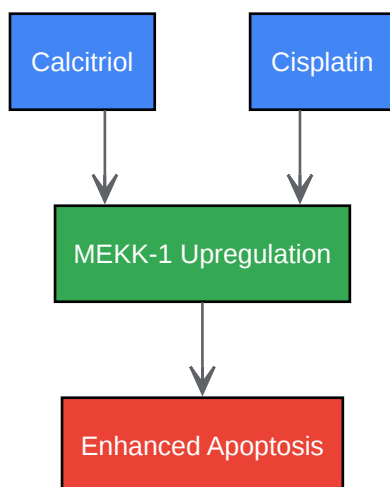 Calcitriol
Cisplatin
MEKK-1 Upregulation
Enhanced Apoptosis